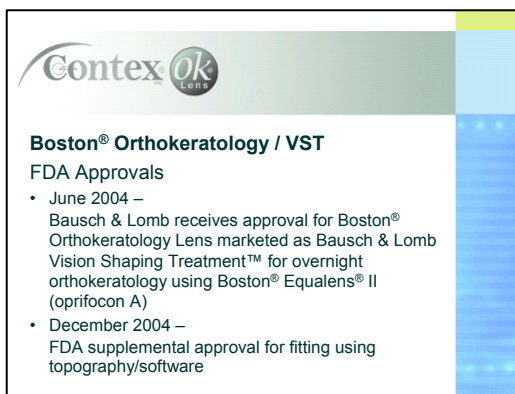 Contex OK
Lens
Boston® Orthokeratology / VST
FDA Approvals
• June 2004 –
Bausch & Lomb receives approval for Boston®
Orthokeratology Lens marketed as Bausch & Lomb
Vision Shaping Treatment™ for overnight
orthokeratology using Boston® Equalens® II
(oprifocon A)
• December 2004 –
FDA supplemental approval for fitting using
topography/software